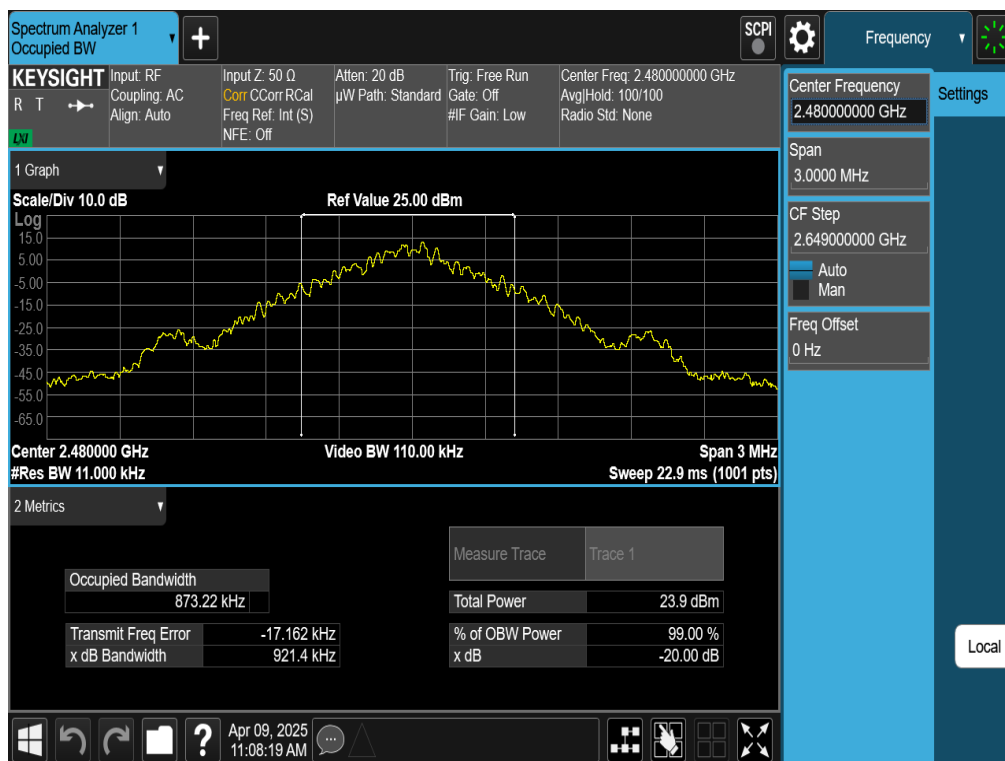 Spectrum Analyzer 1
Occupied BW
+
SCPI
Frequency
KEYSIGHT
R T
LXI
Input: RF
Coupling: AC
Align: Auto
Input Z: 50 Ω
Corr CCorr RCal
Freq Ref: Int (S)
NFE: Off
Atten: 20 dB
µW Path: Standard
Trig: Free Run
Gate: Off
#IF Gain: Low
Center Freq: 2.480000000 GHz
Avg|Hold: 100/100
Radio Std: None
Center Frequency
2.480000000 GHz
Settings
Span
3.0000 MHz
CF Step
2.649000000 GHz
Auto
Man
Freq Offset
0 Hz
1 Graph
Scale/Div 10.0 dB
Ref Value 25.00 dBm
Log
15.0
5.00
-5.00
-15.0
-25.0
-35.0
-45.0
-55.0
-65.0
Center 2.480000 GHz
Video BW 110.00 kHz
Span 3 MHz
#Res BW 11.000 kHz
Sweep 22.9 ms (1001 pts)
2 Metrics
Measure Trace
Trace 1
Occupied Bandwidth
873.22 kHz
Total Power
23.9 dBm
Transmit Freq Error
-17.162 kHz
% of OBW Power
99.00 %
x dB Bandwidth
921.4 kHz
x dB
-20.00 dB
Local
?
Apr 09, 2025
11:08:19 AM